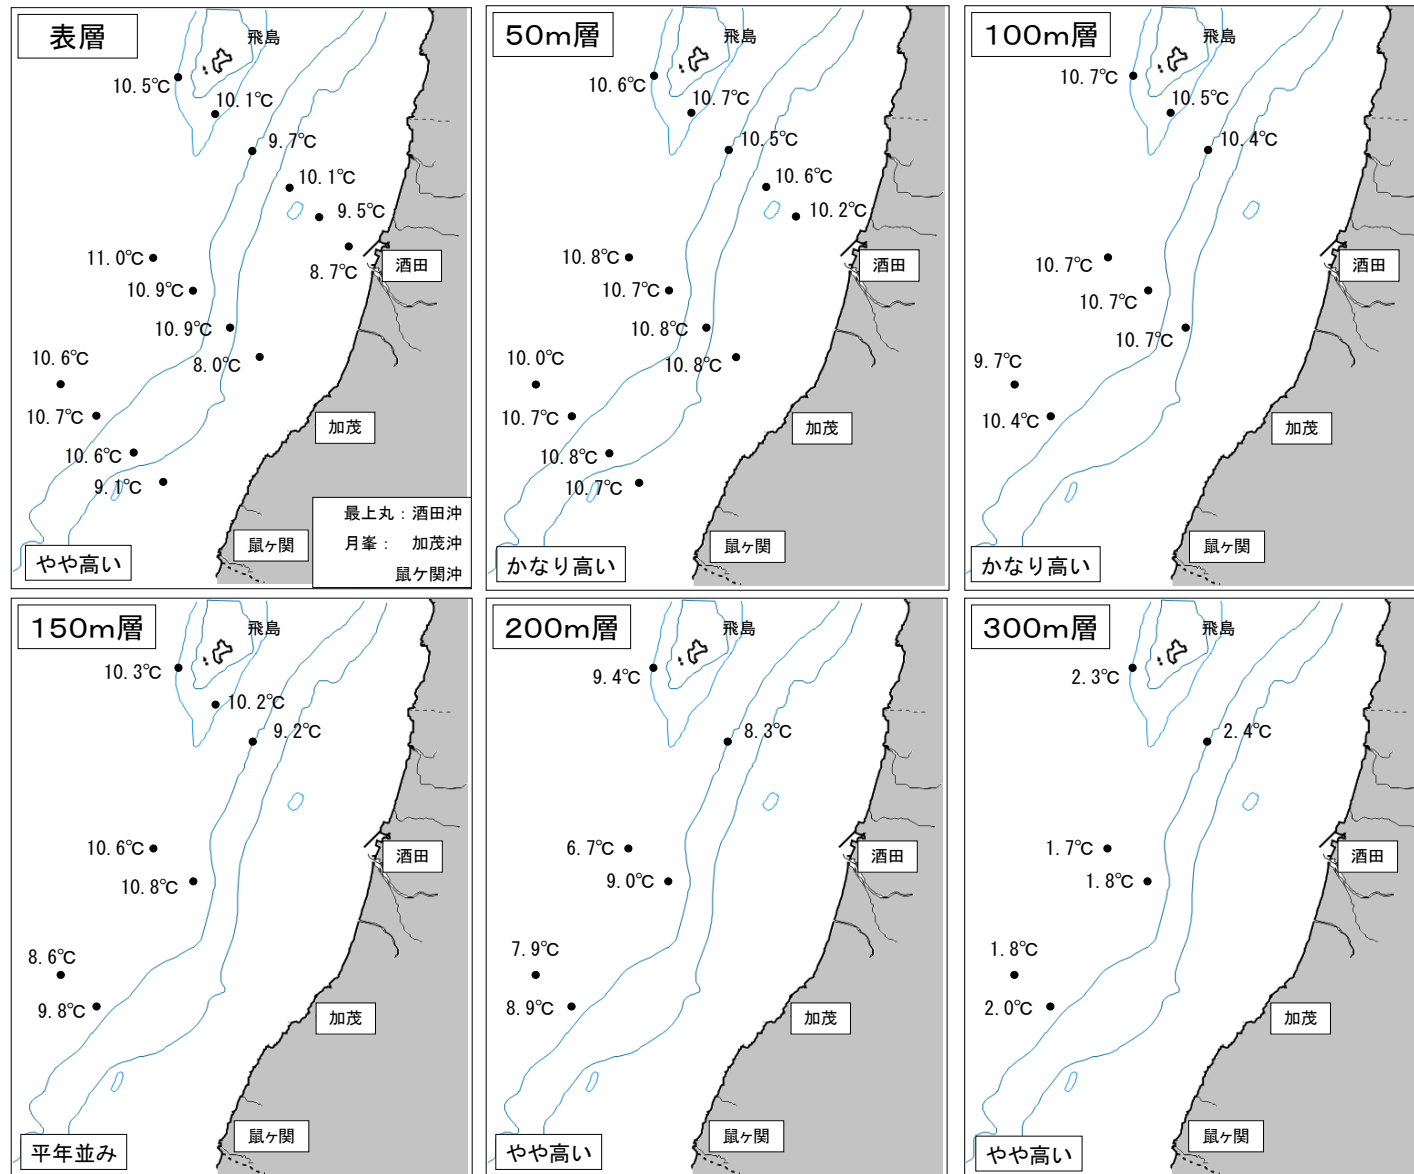 表層
飛島
10.5℃
10.1℃
9.7℃
10.1℃
9.5℃
8.7℃
酒田
11.0℃
10.9℃
10.9℃
8.0℃
10.6℃
10.7℃
10.6℃
9.1℃
加茂
最上丸：酒田沖
月峯： 加茂沖
鼠ケ関沖
鼠ヶ関
やや高い
50m層
飛島
10.6℃
10.7℃
10.5℃
10.6℃
10.2℃
酒田
10.8℃
10.7℃
10.8℃
10.8℃
10.0℃
10.7℃
10.8℃
10.7℃
加茂
鼠ヶ関
かなり高い
100m層
飛島
10.7℃
10.5℃
10.4℃
10.7℃
酒田
10.7℃
10.7℃
9.7℃
10.4℃
加茂
鼠ヶ関
かなり高い
150m層
飛島
10.3℃
10.2℃
9.2℃
10.6℃
酒田
10.8℃
8.6℃
9.8℃
加茂
鼠ヶ関
平年並み
200m層
飛島
9.4℃
8.3℃
6.7℃
酒田
9.0℃
7.9℃
8.9℃
加茂
鼠ヶ関
やや高い
300m層
飛島
2.3℃
2.4℃
1.7℃
酒田
1.8℃
1.8℃
2.0℃
加茂
鼠ヶ関
やや高い